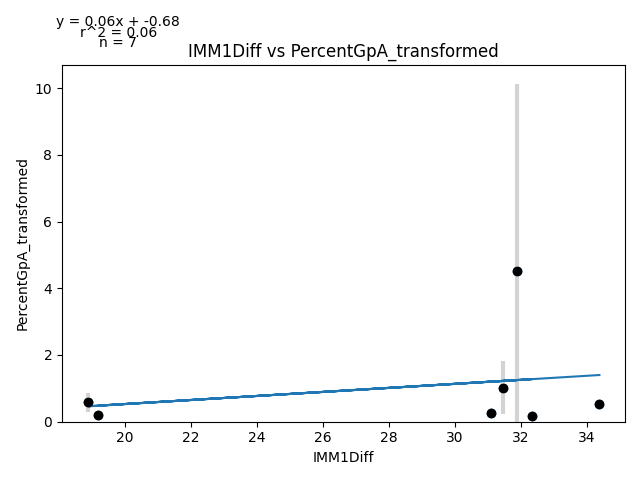 y = 0.06x + -0.68
r^2 = 0.06
n = 7
IMM1Diff vs PercentGpA_transformed
PercentGpA_transformed
10
8
6
4
2
0
20 22 24 26 28 30 32 34
IMM1Diff